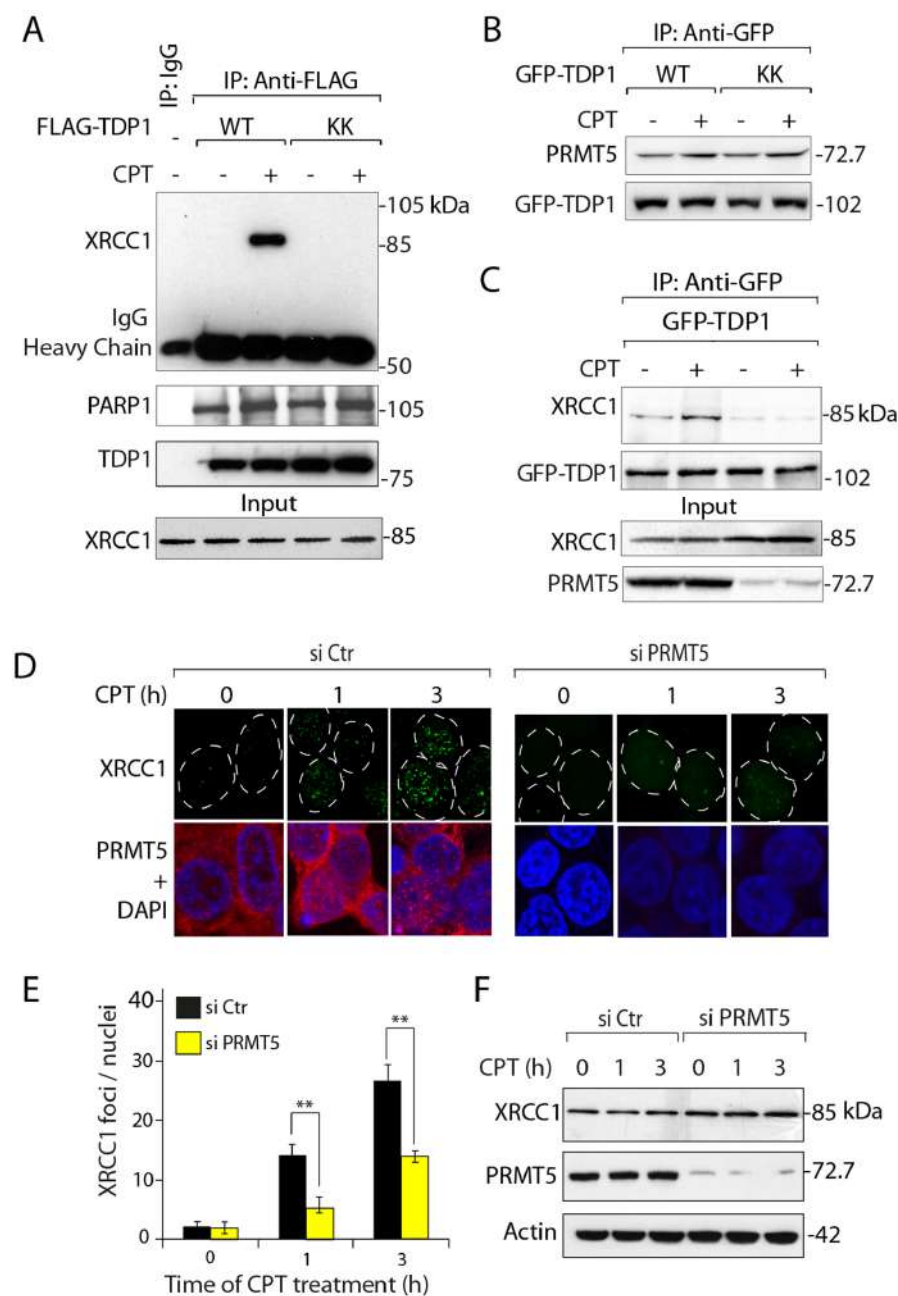 A
IP: IgG
IP: Anti-FLAG
FLAG-TDP1 - WT KK
CPT - - + - +
-105 kDa
XRCC1 -85
IgG
Heavy Chain
-50
PARP1 -105
TDP1 -75
Input
XRCC1 -85
B
IP: Anti-GFP
GFP-TDP1 WT KK
CPT - + - +
PRMT5 -72.7
GFP-TDP1 -102
C
IP: Anti-GFP
GFP-TDP1
CPT - + - +
XRCC1 -85 kDa
GFP-TDP1 -102
Input
XRCC1 -85
PRMT5 -72.7
D
si Ctr si PRMT5
CPT (h) 0 1 3 0 1 3
XRCC1
PRMT5
+
DAPI
E
XRCC1 foci / nuclei
40
30
20
10
0
si Ctr
si PRMT5
**
**
0 1 3
Time of CPT treatment (h)
F
si Ctr si PRMT5
CPT (h) 0 1 3 0 1 3
XRCC1 -85 kDa
PRMT5 -72.7
Actin -42